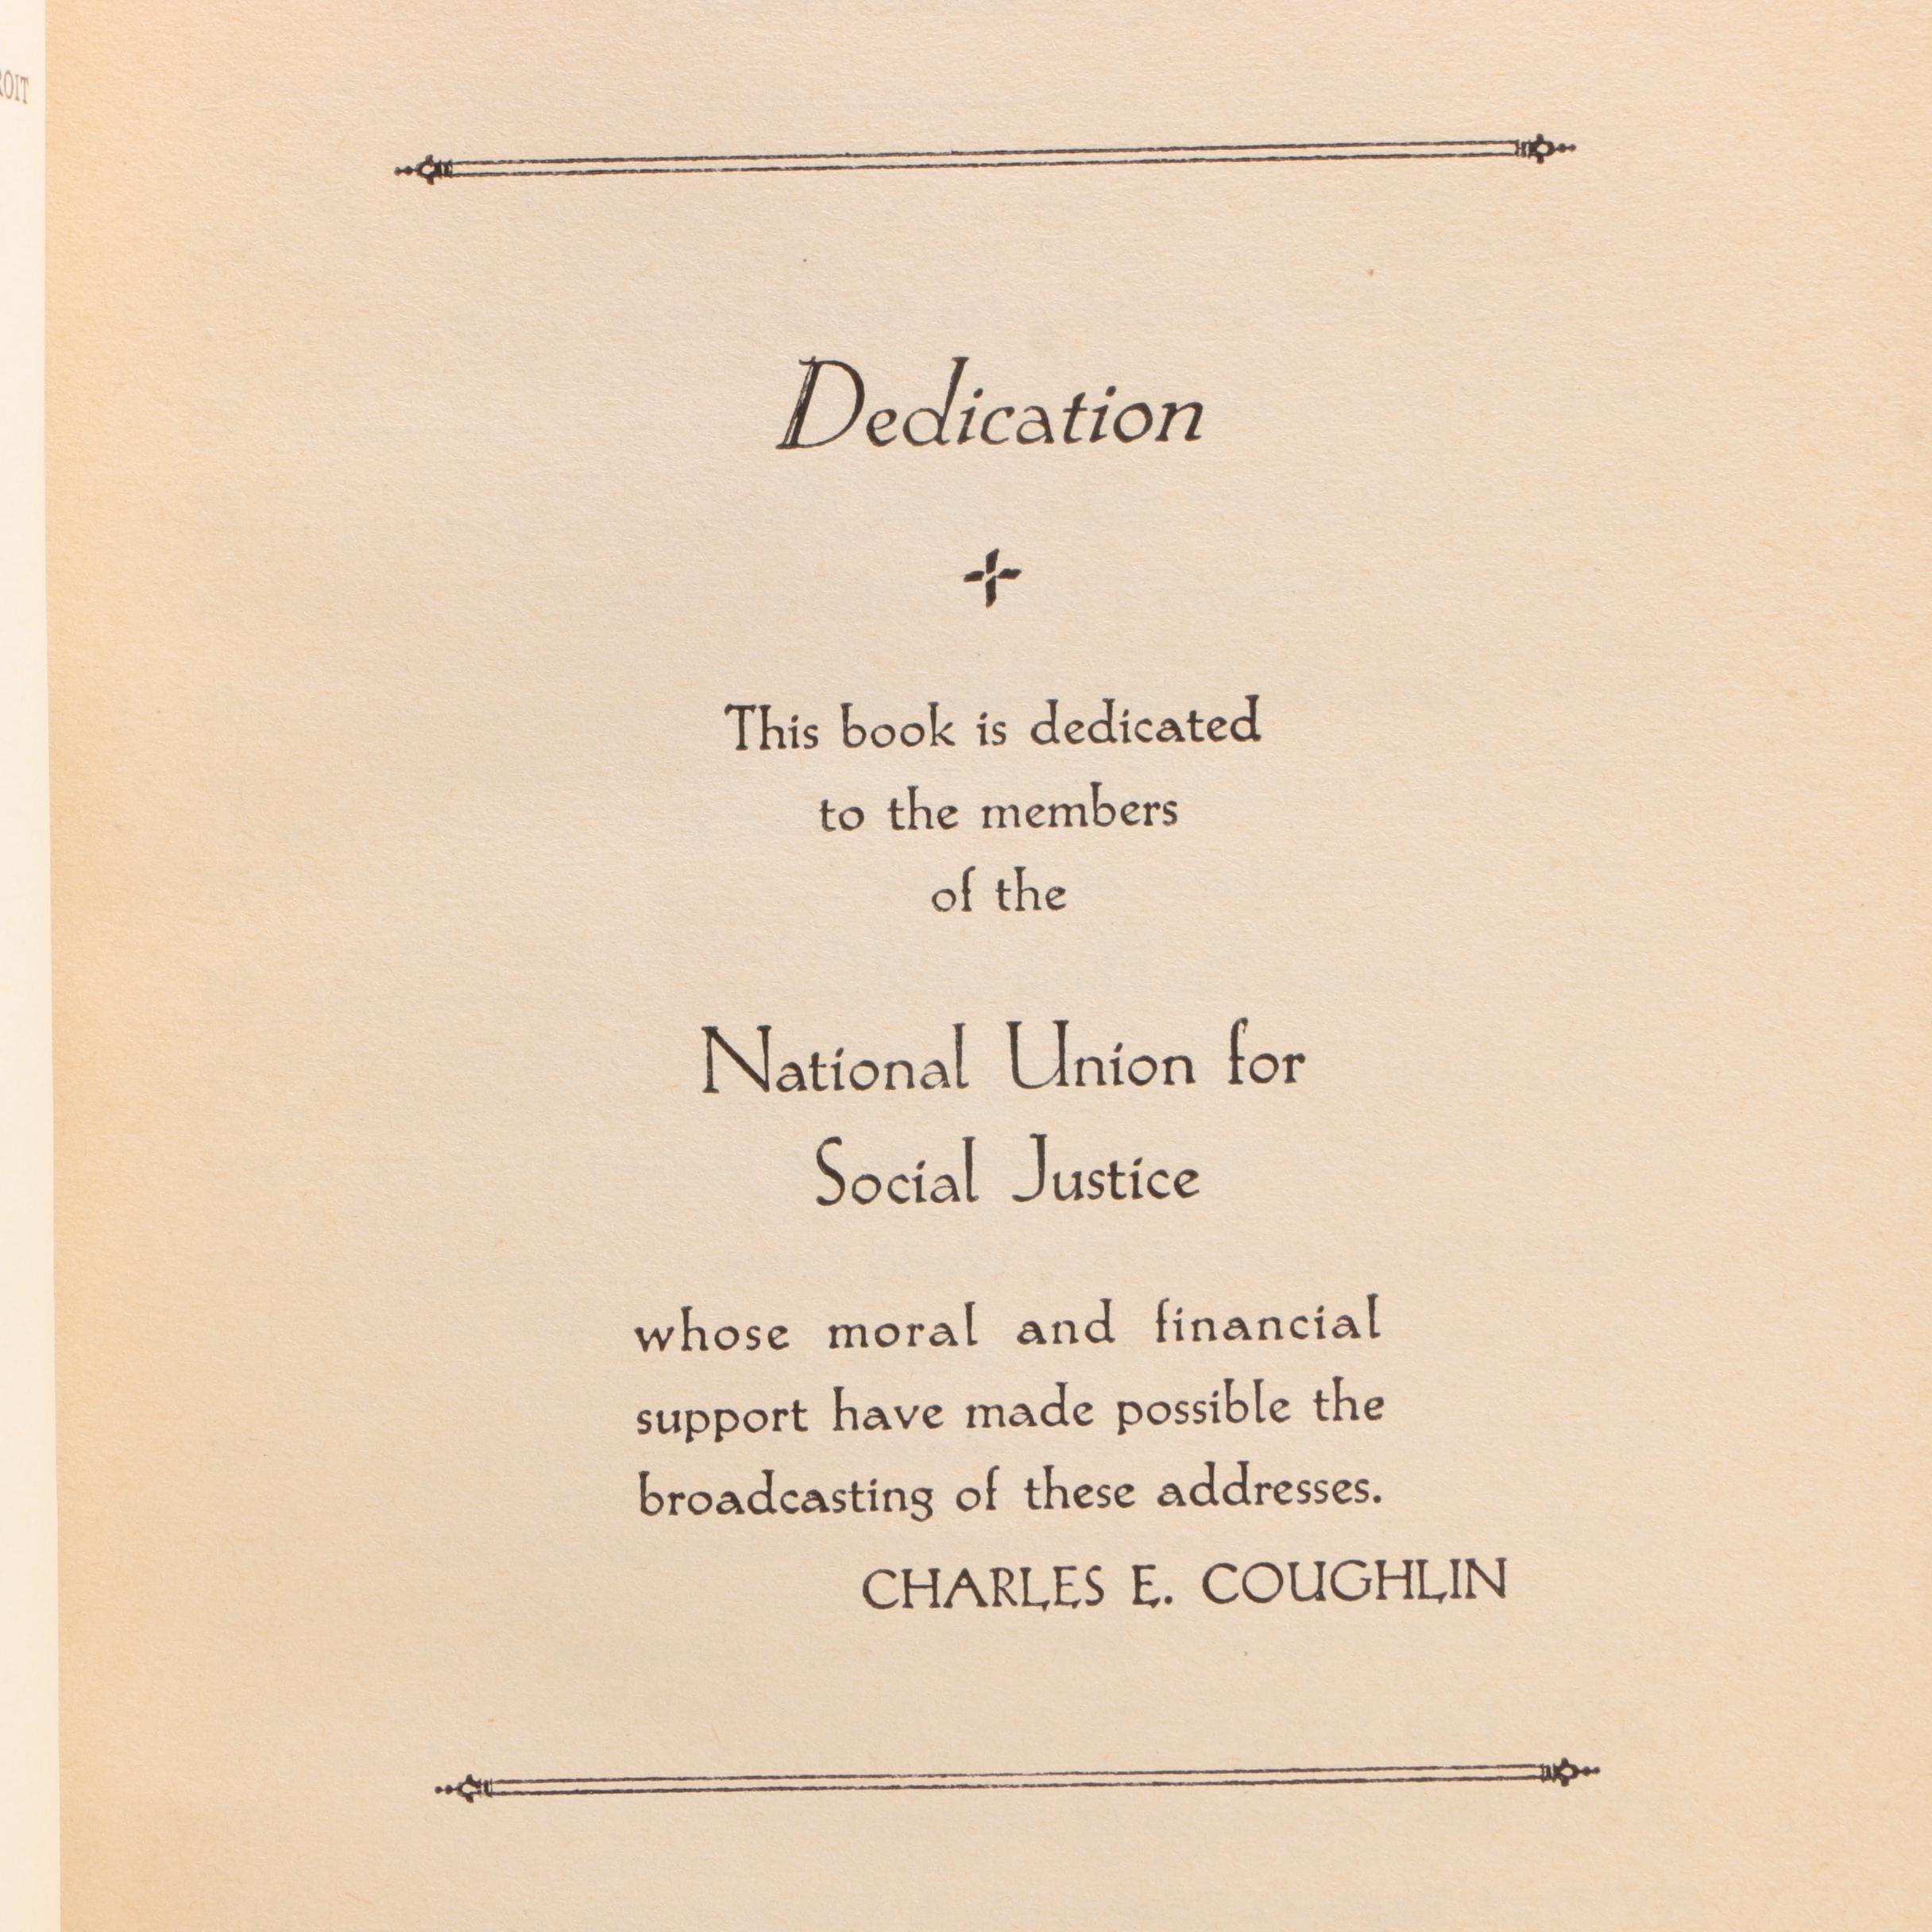 Dedication
This book is dedicated
to the members
of the
National Union for
Social Justice
whose moral and financial
support have made possible the
broadcasting of these addresses.
CHARLES E. COUGHLIN